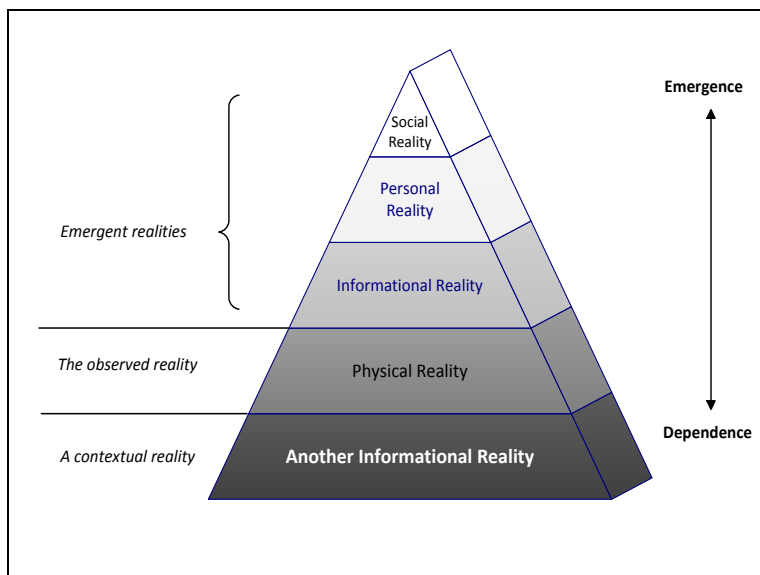 Emergence
Social
Reality
Personal
Reality
Emergent realities
Informational Reality
The observed reality
Physical Reality
Dependence
A contextual reality
Another Informational Reality